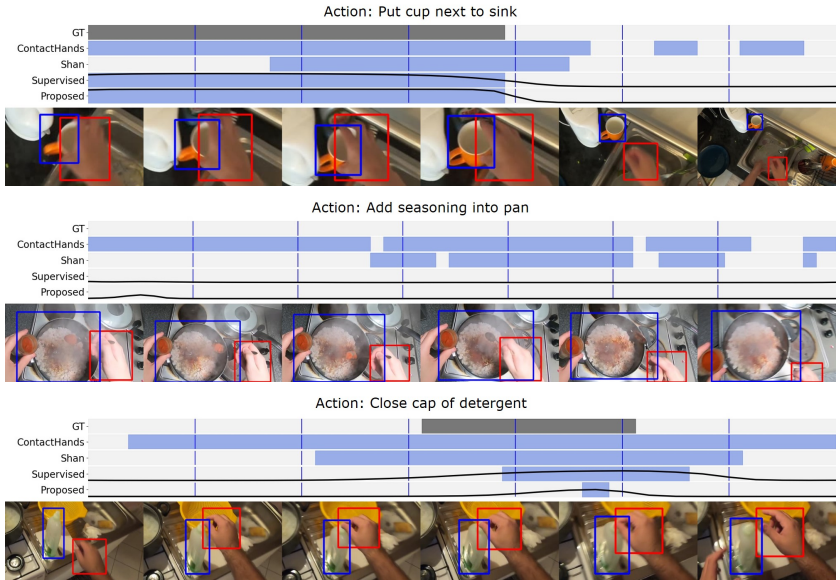 Action: Put cup next to sink
GT
ContactHands
Shan
Supervised
Proposed
Action: Add seasoning into pan
GT
ContactHands
Shan
Supervised
Proposed
Action: Close cap of detergent
GT
ContactHands
Shan
Supervised
Proposed